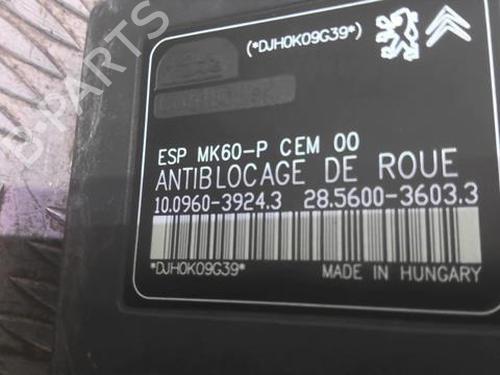 (*DJH0K09G39*)
ESP MK60-P CEM 00
ANTIBLOCAGE DE ROUE
10.0960-3924.3 28.5600-3603.3
*DJH0K09G39*
MADE IN HUNGARY
B-PARTS